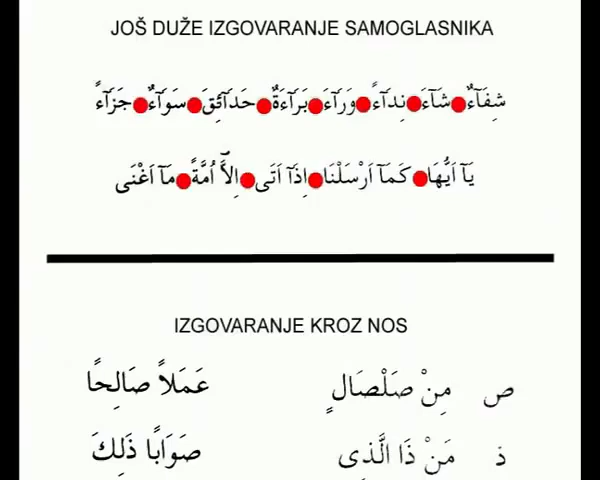 JOŠ DUŽE IZGOVARANJE SAMOGLASNIKA
شِفَآءٌ ● شَآءَ ● نِدَآءً ● وَرَآءَ ● بَرَآءَةٌ ● حَدَآئِقَ ● سَوَآءٌ ● جَزَآءً
يَآ اَيُّهَا ● كَمَآ اَرْسَلْنَا ● اِذَآ اَتَى ● اِلَّآ اُمَّةً ● مَآ اَغْنَى
IZGOVARANJE KROZ NOS
ص مِنْ صَلْصَالٍ عَمَلاً صَالِحًا
ذ مَنْ ذَا الَّذِى صَوَابًا ذَلِكَ